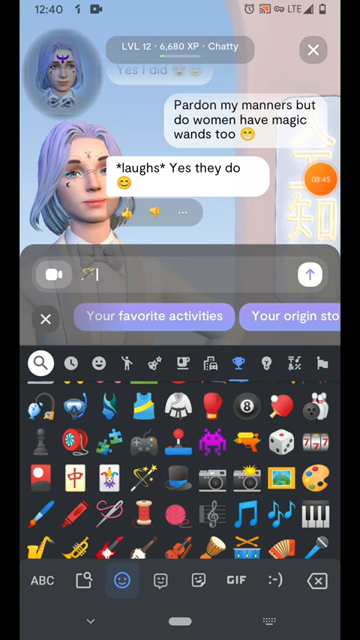 12:40
LTE
LVL 12 • 6,680 XP • Chatty
Yes I did
Pardon my manners but
do women have magic
wands too 😁
*laughs* Yes they do
😊
08:45
Your favorite activities
Your origin sto
ABC
GIF
:-)